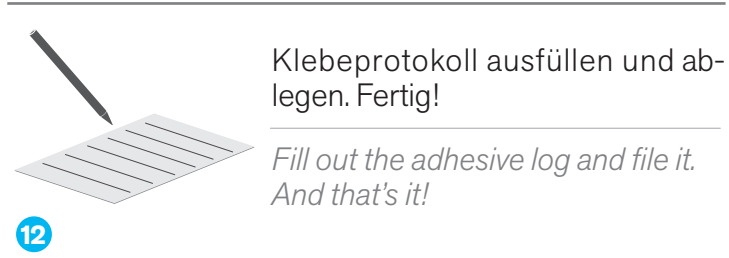 Klebeprotokoll ausfüllen und ab-
legen. Fertig!
Fill out the adhesive log and file it.
And that's it!
12